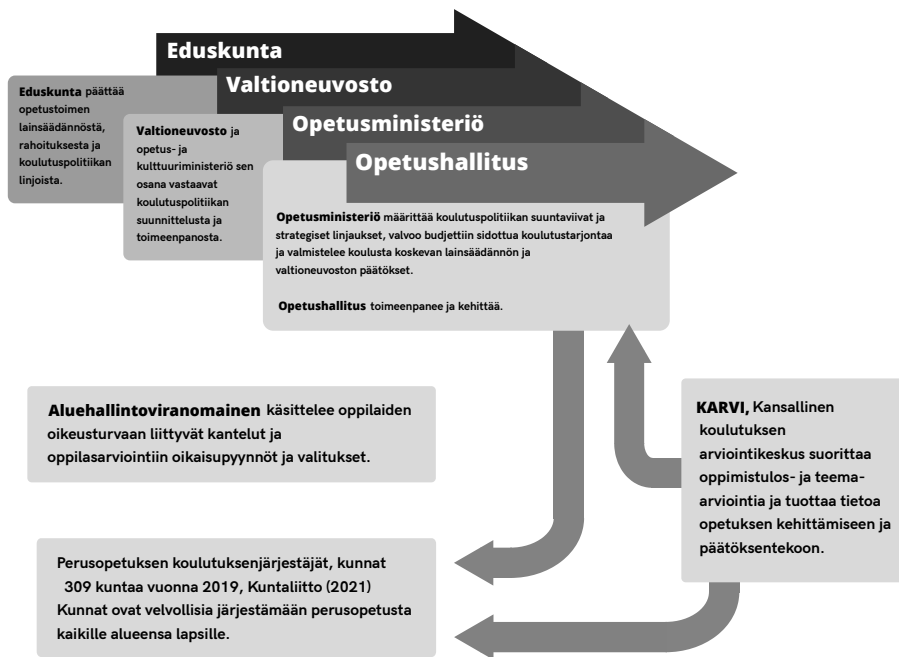 Eduskunta
Valtioneuvosto
Opetusministeriö
Opetushallitus
Eduskunta päättää
opetustoimen
lainsäädännöstä,
rahoituksesta ja
koulutuspolitiikan
linjoista.
Valtioneuvosto ja
opetus- ja
kulttuuriministeriö sen
osana vastaavat
koulutuspolitiikan
suunnittelusta ja
toimeenpanosta.
Opetusministeriö määrittää koulutuspolitiikan suuntaviivat ja
strategiset linjaukset, valvoo budjettiin sidottua koulutustarjontaa
ja valmistelee koulusta koskevan lainsäädännön ja
valtioneuvoston päätökset.
Opetushallitus toimeenpanee ja kehittää.
Aluehallintoviranomainen käsittelee oppilaiden
oikeusturvaan liittyvät kantelut ja
oppilasarviointiin oikaisupyynnöt ja valitukset.
KARVI, Kansallinen
koulutuksen
arviointikeskus suorittaa
oppimistulos- ja teema-
arviointia ja tuottaa tietoa
opetuksen kehittämiseen ja
päätöksentekoon.
Perusopetuksen koulutuksenjärjestäjät, kunnat
309 kuntaa vuonna 2019, Kuntaliitto (2021)
Kunnat ovat velvollisia järjestämään perusopetusta
kaikille alueensa lapsille.